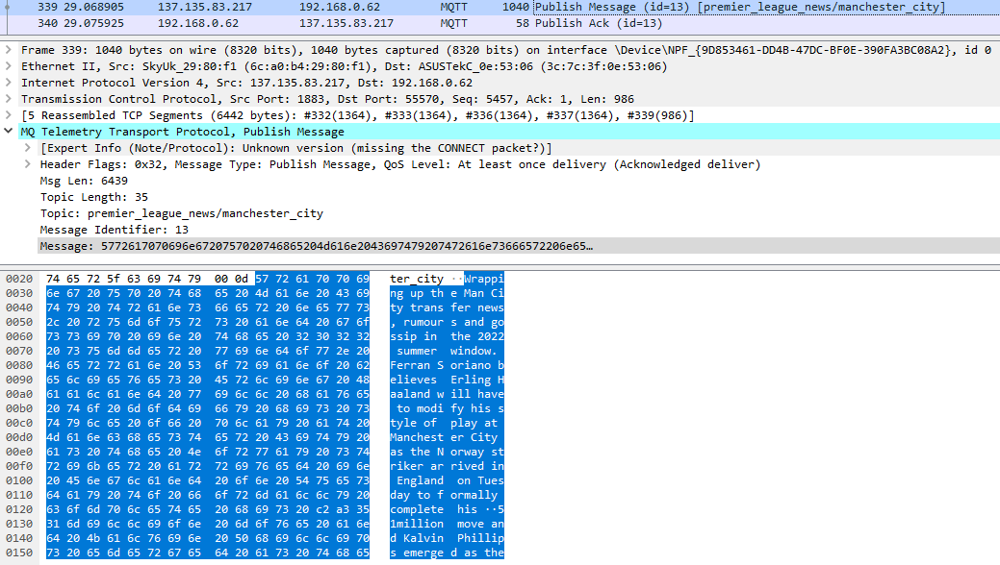 339 29.068905 137.135.83.217 192.168.0.62 MQTT 1040 Publish Message (id=13) [premier_league_news/manchester_city]
340 29.075925 192.168.0.62 137.135.83.217 MQTT 58 Publish Ack (id=13)
Frame 339: 1040 bytes on wire (8320 bits), 1040 bytes captured (8320 bits) on interface \Device\NPF_{9D853461-DD4B-47DC-BF0E-390FA3BC08A2}, id 0
Ethernet II, Src: SkyUk_29:80:f1 (6c:a0:b4:29:80:f1), Dst: ASUSTekC_0e:53:06 (3c:7c:3f:0e:53:06)
Internet Protocol Version 4, Src: 137.135.83.217, Dst: 192.168.0.62
Transmission Control Protocol, Src Port: 1883, Dst Port: 55570, Seq: 5457, Ack: 1, Len: 986
[5 Reassembled TCP Segments (6442 bytes): #332(1364), #333(1364), #336(1364), #337(1364), #339(986)]
MQ Telemetry Transport Protocol, Publish Message
[Expert Info (Note/Protocol): Unknown version (missing the CONNECT packet?)]
Header Flags: 0x32, Message Type: Publish Message, QoS Level: At least once delivery (Acknowledged deliver)
Msg Len: 6439
Topic Length: 35
Topic: premier_league_news/manchester_city
Message Identifier: 13
Message: 5772617070696e6720757020746865204d616e2043697479207472616e73666572206e65…
0020 74 65 72 5f 63 69 74 79 00 0d 57 72 61 70 70 69 ter_city ··Wrappi
0030 6e 67 20 75 70 20 74 68 65 20 4d 61 6e 20 43 69 ng up th e Man Ci
0040 74 79 20 74 72 61 6e 73 66 65 72 20 6e 65 77 73 ty trans fer news
0050 2c 20 72 75 6d 6f 75 72 73 20 61 6e 64 20 67 6f , rumour s and go
0060 73 73 69 70 20 69 6e 20 74 68 65 20 32 30 32 32 ssip in the 2022
0070 20 73 75 6d 6d 65 72 20 77 69 6e 64 6f 77 2e 20 summer window.
0080 46 65 72 72 61 6e 20 53 6f 72 69 61 6e 6f 20 62 Ferran S oriano b
0090 65 6c 69 65 76 65 73 20 45 72 6c 69 6e 67 20 48 elieves Erling H
00a0 61 61 6c 61 6e 64 20 77 69 6c 6c 20 68 61 76 65 aaland w ill have
00b0 20 74 6f 20 6d 6f 64 69 66 79 20 68 69 73 20 73 to modi fy his s
00c0 74 79 6c 65 20 6f 66 20 70 6c 61 79 20 61 74 20 tyle of play at
00d0 4d 61 6e 63 68 65 73 74 65 72 20 43 69 74 79 20 Manchest er City
00e0 61 73 20 74 68 65 20 4e 6f 72 77 61 79 20 73 74 as the N orway st
00f0 72 69 6b 65 72 20 61 72 72 69 76 65 64 20 69 6e riker ar rived in
0100 20 45 6e 67 6c 61 6e 64 20 6f 6e 20 54 75 65 73 England on Tues
0110 64 61 79 20 74 6f 20 66 6f 72 6d 61 6c 6c 79 20 day to f ormally
0120 63 6f 6d 70 6c 65 74 65 20 68 69 73 20 c2 a3 35 complete his ··5
0130 31 6d 69 6c 6c 69 6f 6e 20 6d 6f 76 65 20 61 6e 1million move an
0140 64 20 4b 61 6c 76 69 6e 20 50 68 69 6c 6c 69 70 d Kalvin Phillip
0150 73 20 65 6d 65 72 67 65 64 20 61 73 20 74 68 65 s emerge d as the